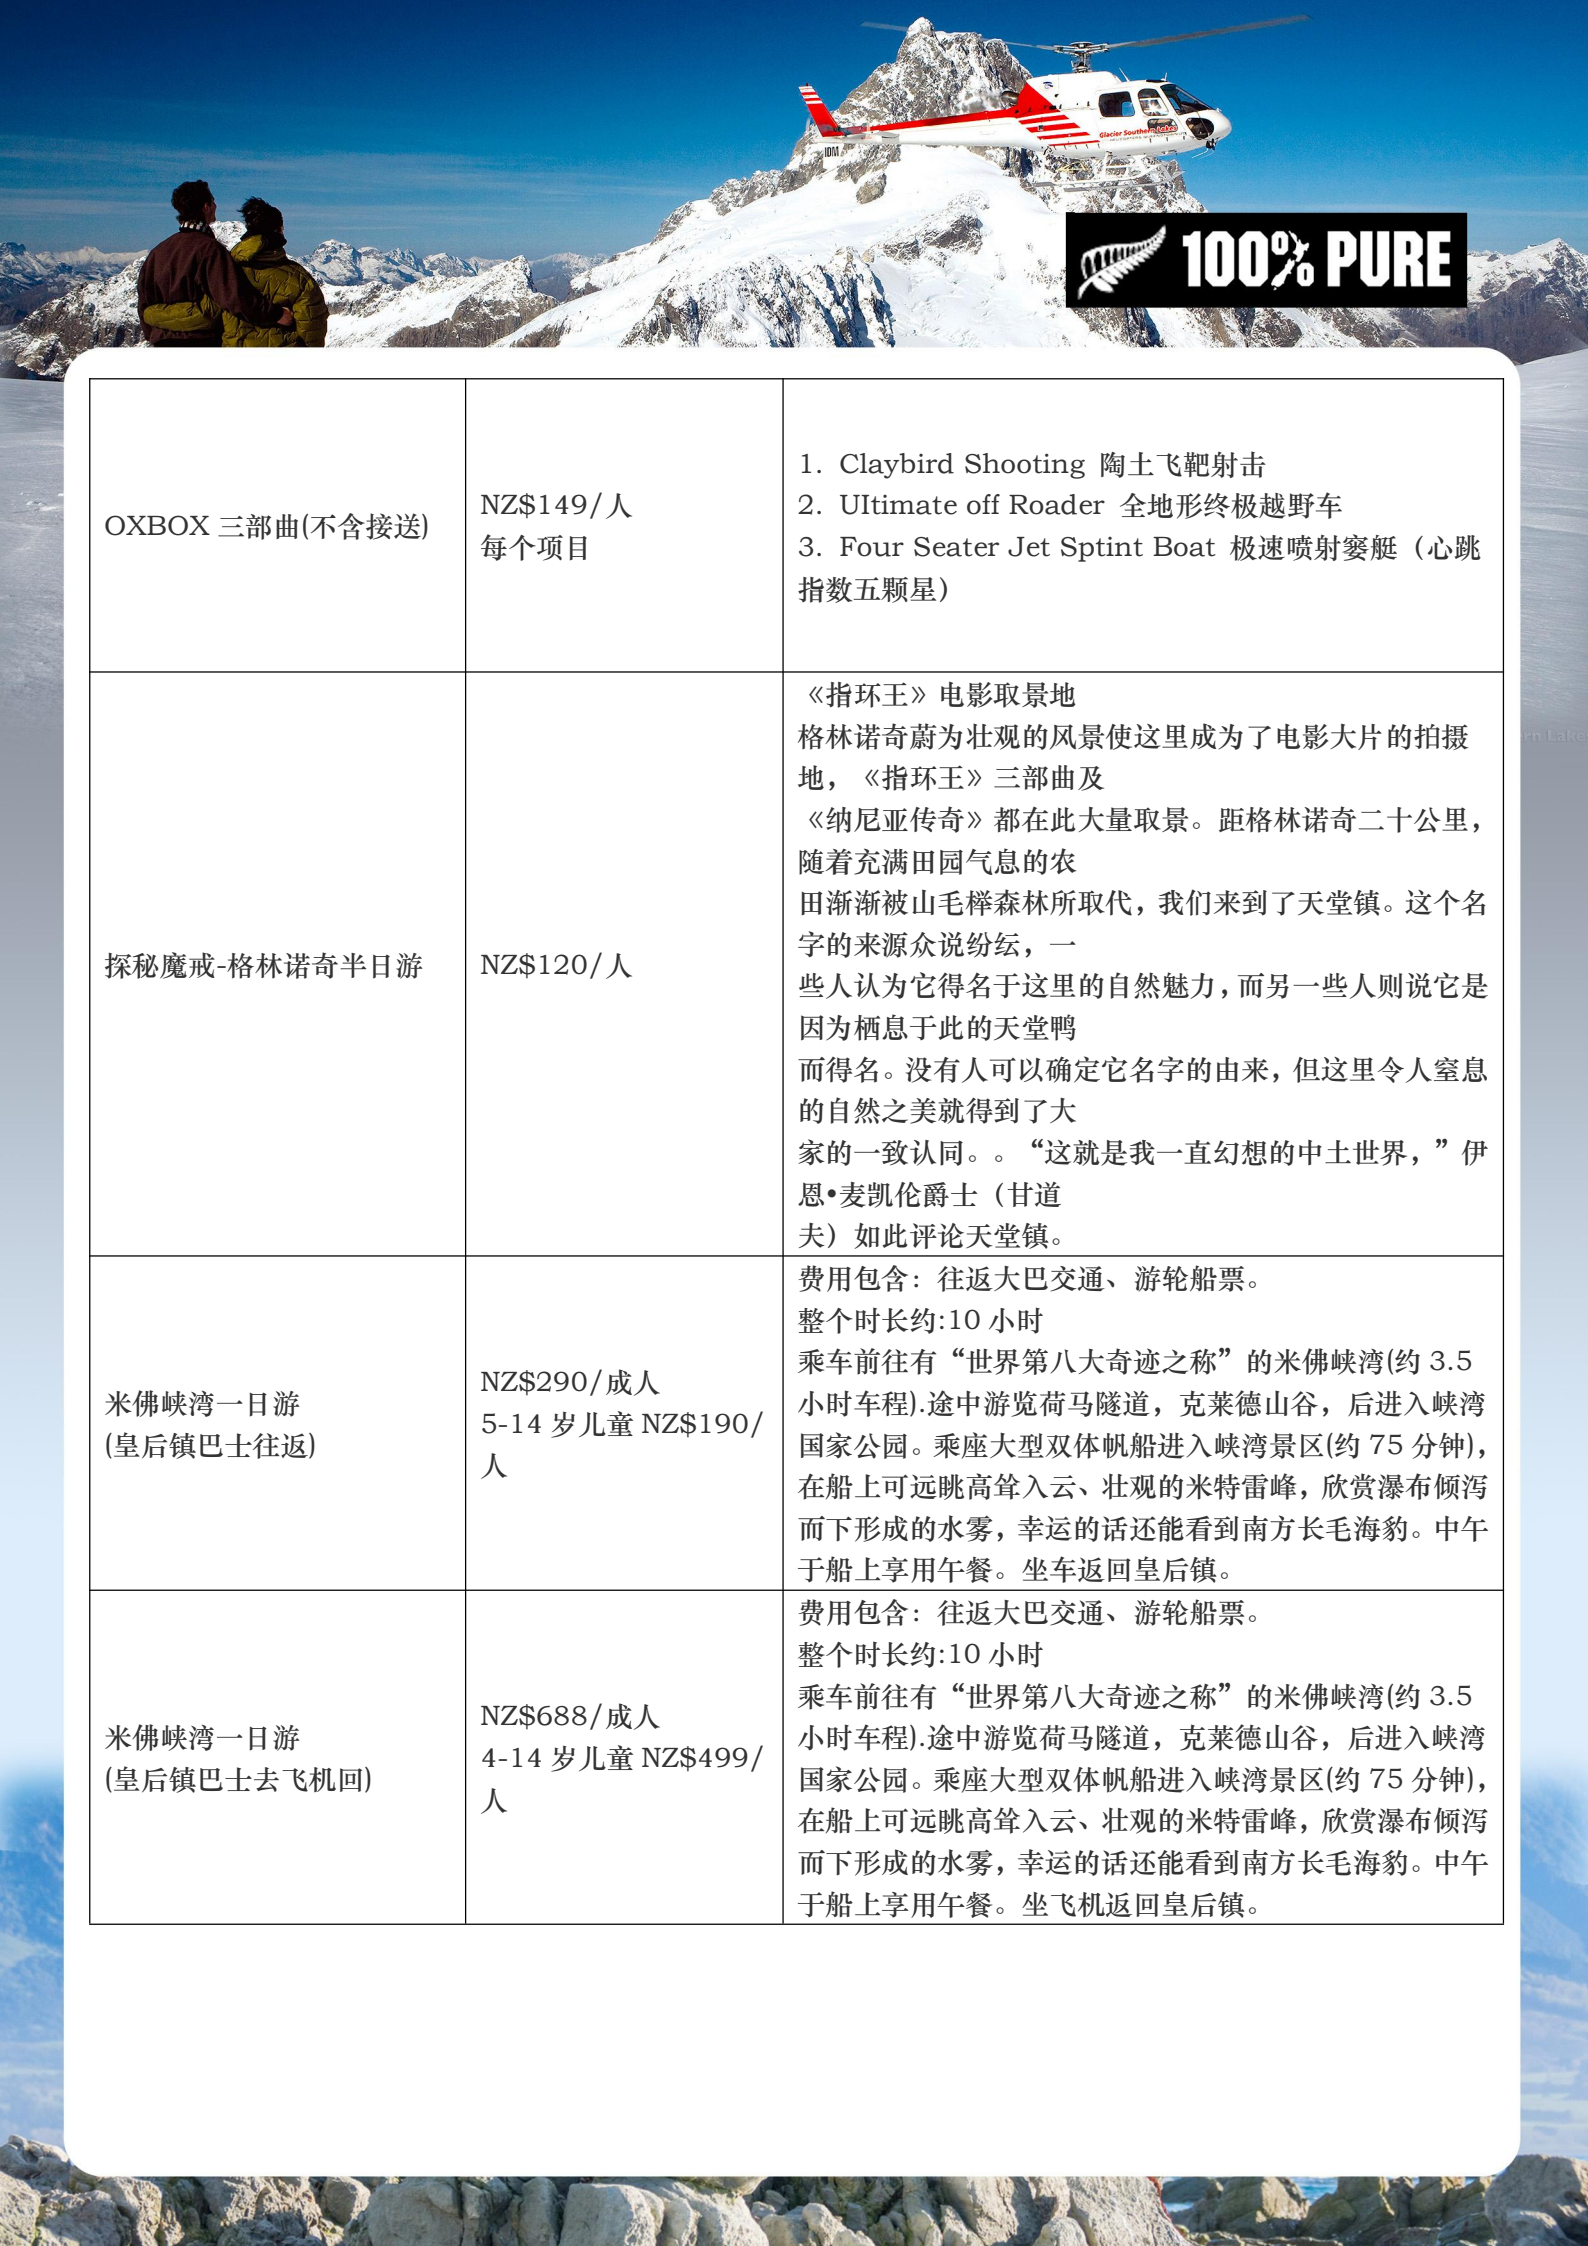 IDM
Glacier Southern Lakes
100% PURE
OXBOX 三部曲(不含接送)
NZ$149/人
每个项目
1. Claybird Shooting 陶土飞靶射击
2. UItimate off Roader 全地形终极越野车
3. Four Seater Jet Sptint Boat 极速喷射窔艇（心跳
指数五颗星）
探秘魔戒-格林诺奇半日游
NZ$120/人
《指环王》电影取景地
格林诺奇蔚为壮观的风景使这里成为了电影大片的拍摄
地，《指环王》三部曲及
《纳尼亚传奇》都在此大量取景。距格林诺奇二十公里，
随着充满田园气息的农
田渐渐被山毛榉森林所取代，我们来到了天堂镇。这个名
字的来源众说纷纭，一
些人认为它得名于这里的自然魅力，而另一些人则说它是
因为栖息于此的天堂鸭
而得名。没有人可以确定它名字的由来，但这里令人窒息
的自然之美就得到了大
家的一致认同。。“这就是我一直幻想的中土世界，”伊
恩•麦凯伦爵士（甘道
夫）如此评论天堂镇。
米佛峡湾一日游
(皇后镇巴士往返)
NZ$290/成人
5-14 岁儿童 NZ$190/
人
费用包含：往返大巴交通、游轮船票。
整个时长约:10 小时
乘车前往有“世界第八大奇迹之称”的米佛峡湾(约 3.5
小时车程).途中游览荷马隧道，克莱德山谷，后进入峡湾
国家公园。乘座大型双体帆船进入峡湾景区(约 75 分钟)，
在船上可远眺高耸入云、壮观的米特雷峰，欣赏瀑布倾泻
而下形成的水雾，幸运的话还能看到南方长毛海豹。中午
于船上享用午餐。坐车返回皇后镇。
米佛峡湾一日游
(皇后镇巴士去飞机回)
NZ$688/成人
4-14 岁儿童 NZ$499/
人
费用包含：往返大巴交通、游轮船票。
整个时长约:10 小时
乘车前往有“世界第八大奇迹之称”的米佛峡湾(约 3.5
小时车程).途中游览荷马隧道，克莱德山谷，后进入峡湾
国家公园。乘座大型双体帆船进入峡湾景区(约 75 分钟)，
在船上可远眺高耸入云、壮观的米特雷峰，欣赏瀑布倾泻
而下形成的水雾，幸运的话还能看到南方长毛海豹。中午
于船上享用午餐。坐飞机返回皇后镇。